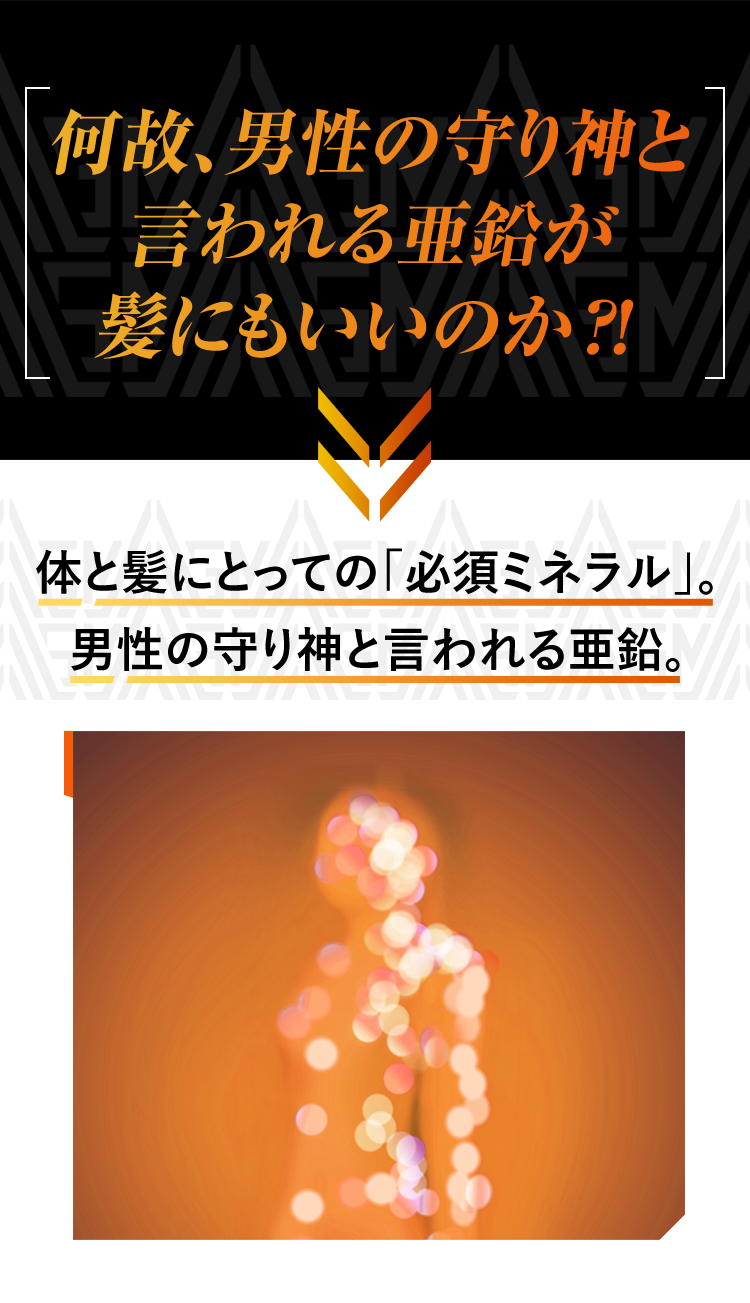 何故、男性の守り神と
言われる亜鉛が
髪にもいいのか?!
体と髪にとっての「必須ミネラル」。
男性の守り神と言われる亜鉛。